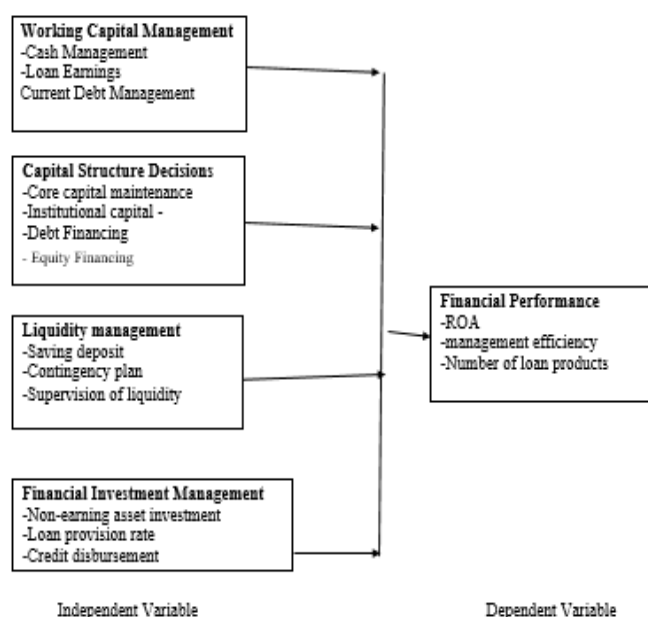 Working Capital Management
-Cash Management
-Loan Earnings
Current Debt Management
Capital Structure Decisions
-Core capital maintenance
-Institutional capital -
-Debt Financing
- Equity Financing
Liquidity management
-Saving deposit
-Contingency plan
-Supervision of liquidity
Financial Performance
-ROA
-management efficiency
-Number of loan products
Financial Investment Management
-Non-earning asset investment
-Loan provision rate
-Credit disbursement
Independent Variable
Dependent Variable